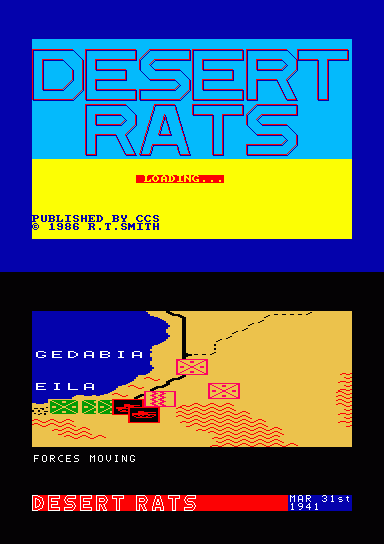 DESERT
RATS
LOADING...
PUBLISHED BY CCS
© 1986 R.T.SMITH
GEDABIA
EILA
FORCES MOVING
DESERT RATS
MAR 31st
1941